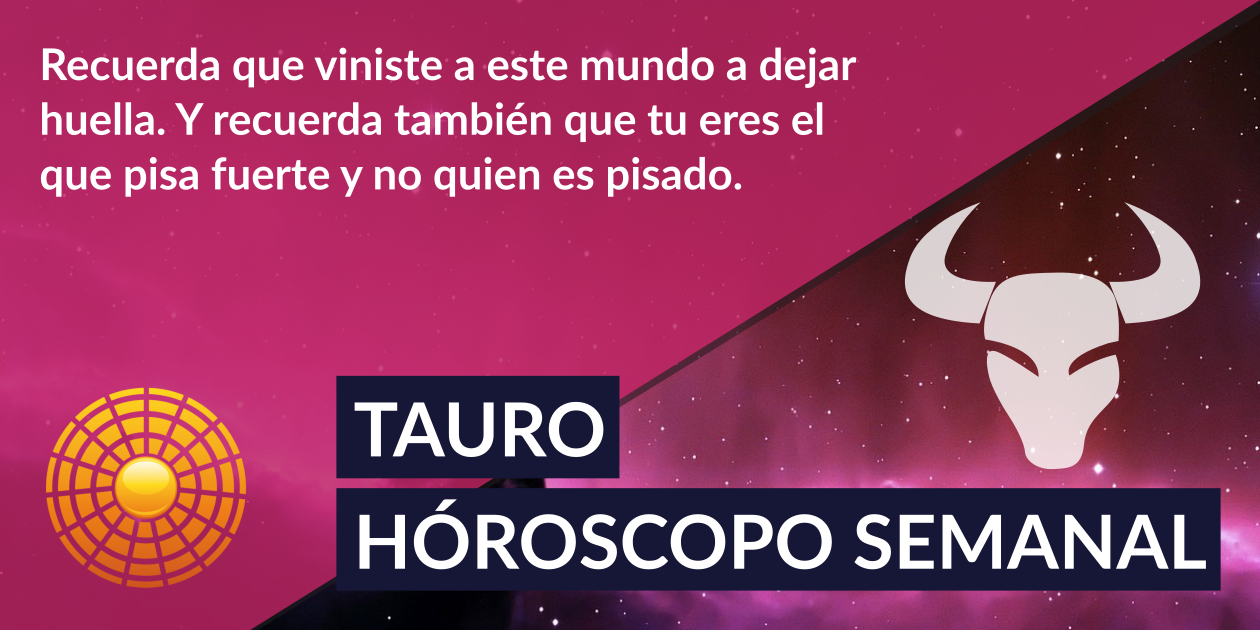 Recuerda que viniste a este mundo a dejar
huella. Y recuerda también que tu eres el
que pisa fuerte y no quien es pisado.
TAURO
HÓROSCOPO SEMANAL